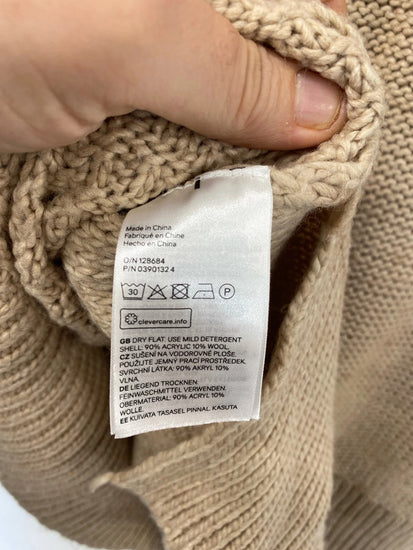 Made in China
Fabriqué en Chine
Hecho en China
O/N 128684
P/N 0390132 4
30
P
clevercare.info
GB DRY FLAT. USE MILD DETERGENT
SHELL: 90% ACRYLIC 10% WOOL.
CZ SUŠENÍ NA VODOROVNÉ PLOŠE.
POUŽIJTE JEMNÝ PRACÍ PROSTŘEDEK.
SVRCHNÍ LÁTKA: 90% AKRYL 10%
VLNA.
DE LIEGEND TROCKNEN.
FEINWASCHMITTEL VERWENDEN.
OBERMATERIAL: 90% ACRYL 10%
WOLLE.
EE KUIVATA TASASEL PINNAL. KASUTA